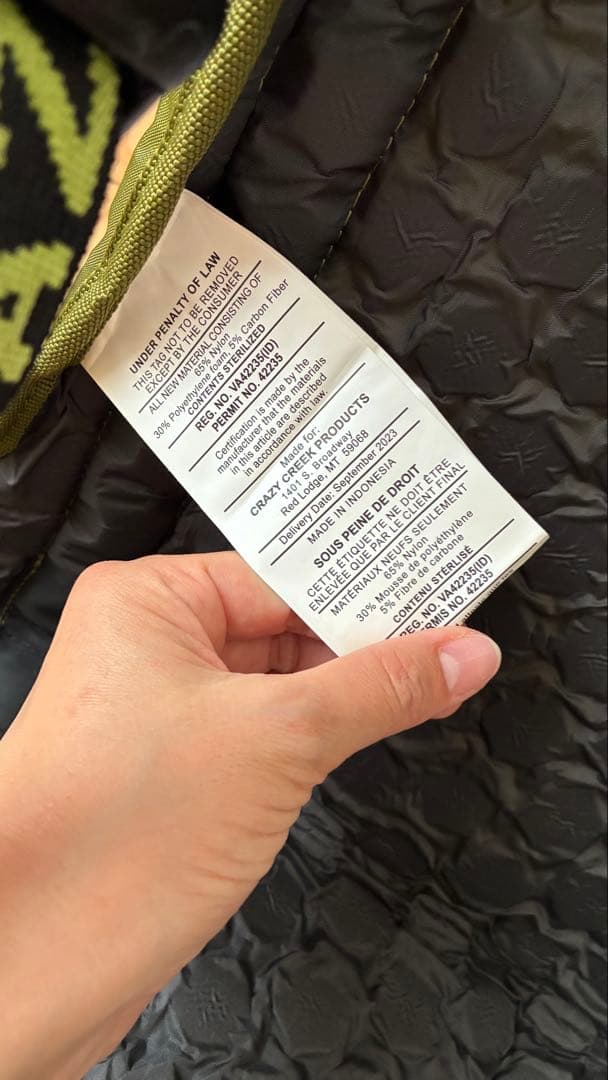 UNDER PENALTY OF LAW
THIS TAG NOT TO BE REMOVED
EXCEPT BY THE CONSUMER
ALL NEW MATERIAL CONSISTING OF
65% Nylon
30% Polyethylene foam, 5% Carbon Fiber
CONTENTS STERILIZED
REG. NO. VA42235(ID)
PERMIT NO. 42235
Certification is made by the
manufacturer that the materials
in this article are described
in accordance with law.
Made for:
CRAZY CREEK PRODUCTS
1401 S. Broadway
Red Lodge, MT 59068
Delivery Date: September 2023
MADE IN INDONESIA
SOUS PEINE DE DROIT
CETTE ÉTIQUETTE NE DOIT ÊTRE
ENLEVÉE QUE PAR LE CLIENT FINAL
MATÉRIAUX NEUFS SEULEMENT
65% Nylon
30% Mousse de polyéthylène
5% Fibre de carbone
CONTENU STÉRILISÉ
REG. NO. VA42235(ID)
PERMIS NO. 42235